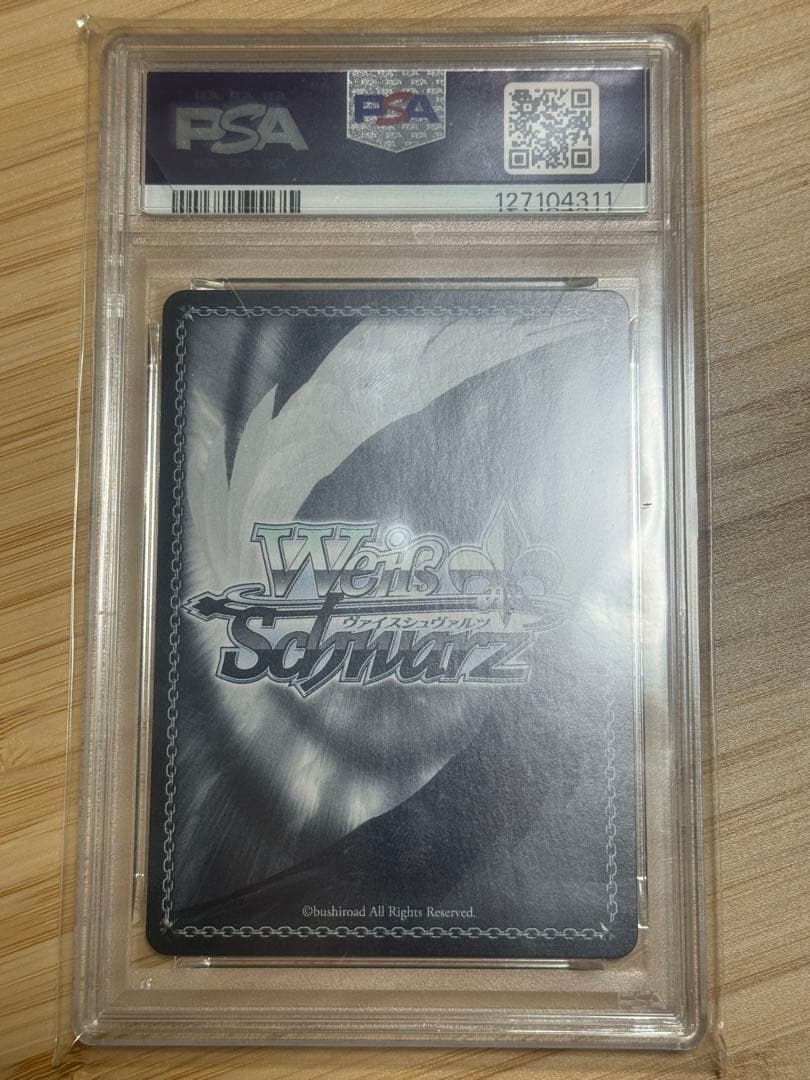 PSA
PSA
127104311
Weiß
ヴァイスシュヴァルツ
Schwarz
©bushiroad All Rights Reserved.
PSA